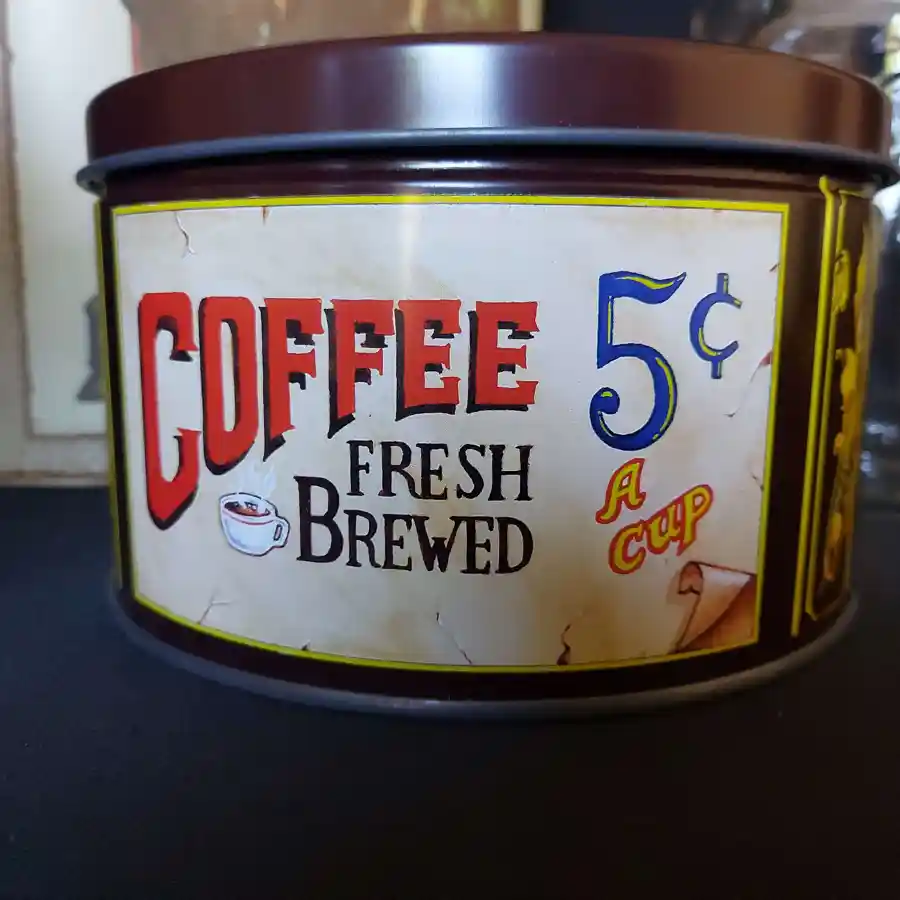 COFFEE
FRESH
BREWED
5¢
A
CUP